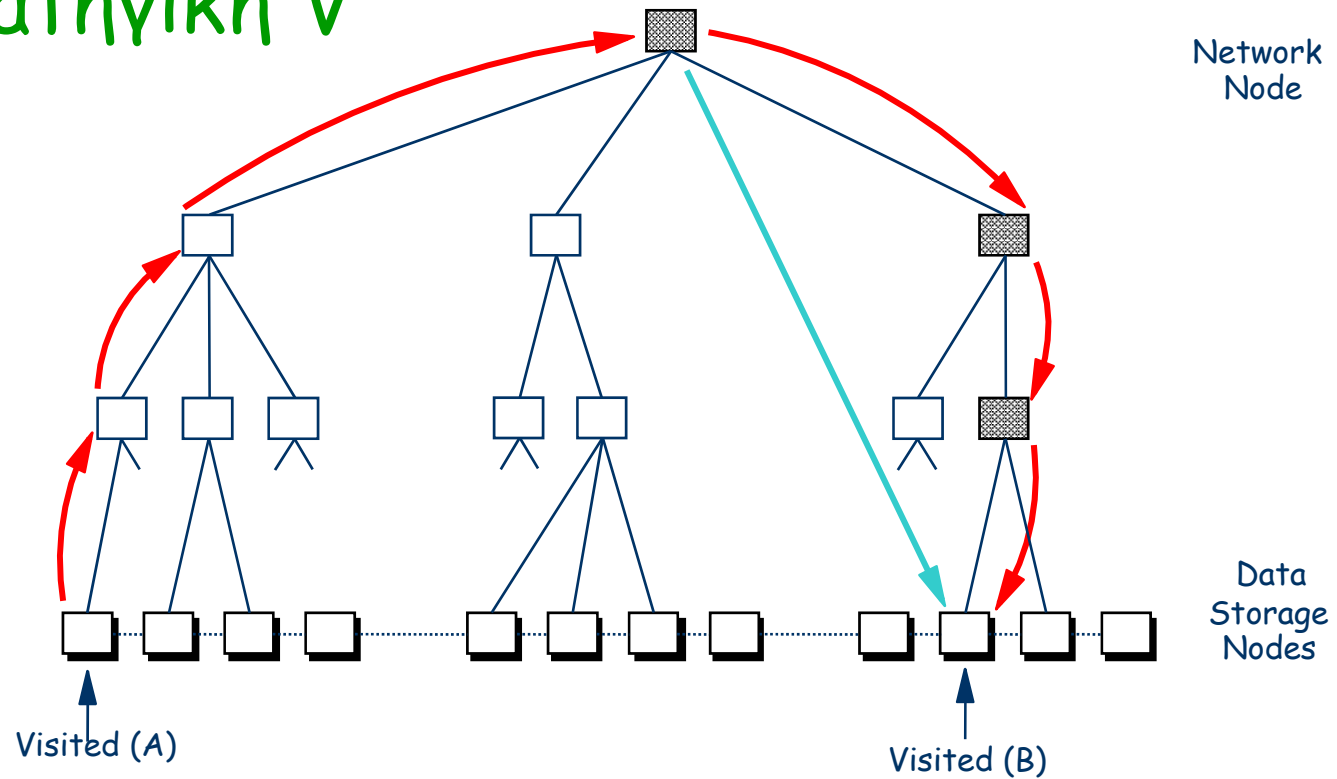 Network
Node
Data
Storage
Nodes
Visited (A)
Visited (B)